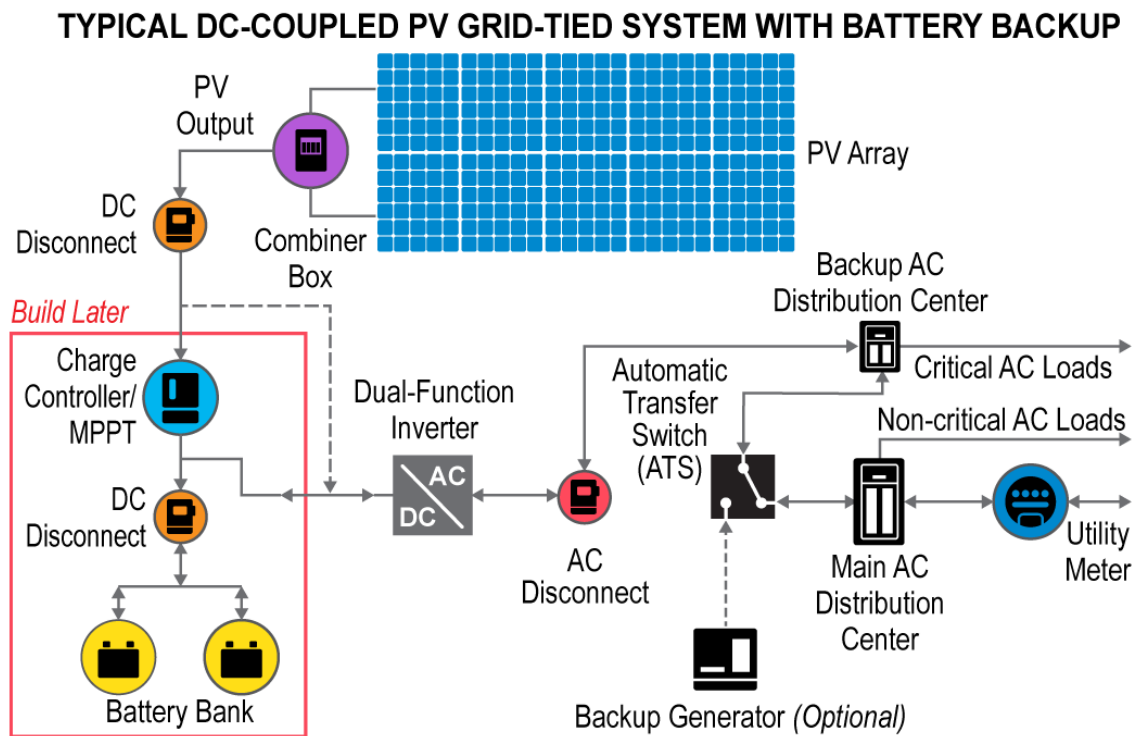 TYPICAL DC-COUPLED PV GRID-TIED SYSTEM WITH BATTERY BACKUP
PV
Output
PV Array
DC
Disconnect
Combiner
Box
Backup AC
Distribution Center
Build Later
Charge
Controller/
MPPT
Dual-Function
Inverter
Automatic
Transfer
Switch
(ATS)
Critical AC Loads
Non-critical AC Loads
AC
DC
DC
Disconnect
AC
Disconnect
Main AC
Distribution
Center
Utility
Meter
Battery Bank
Backup Generator (Optional)